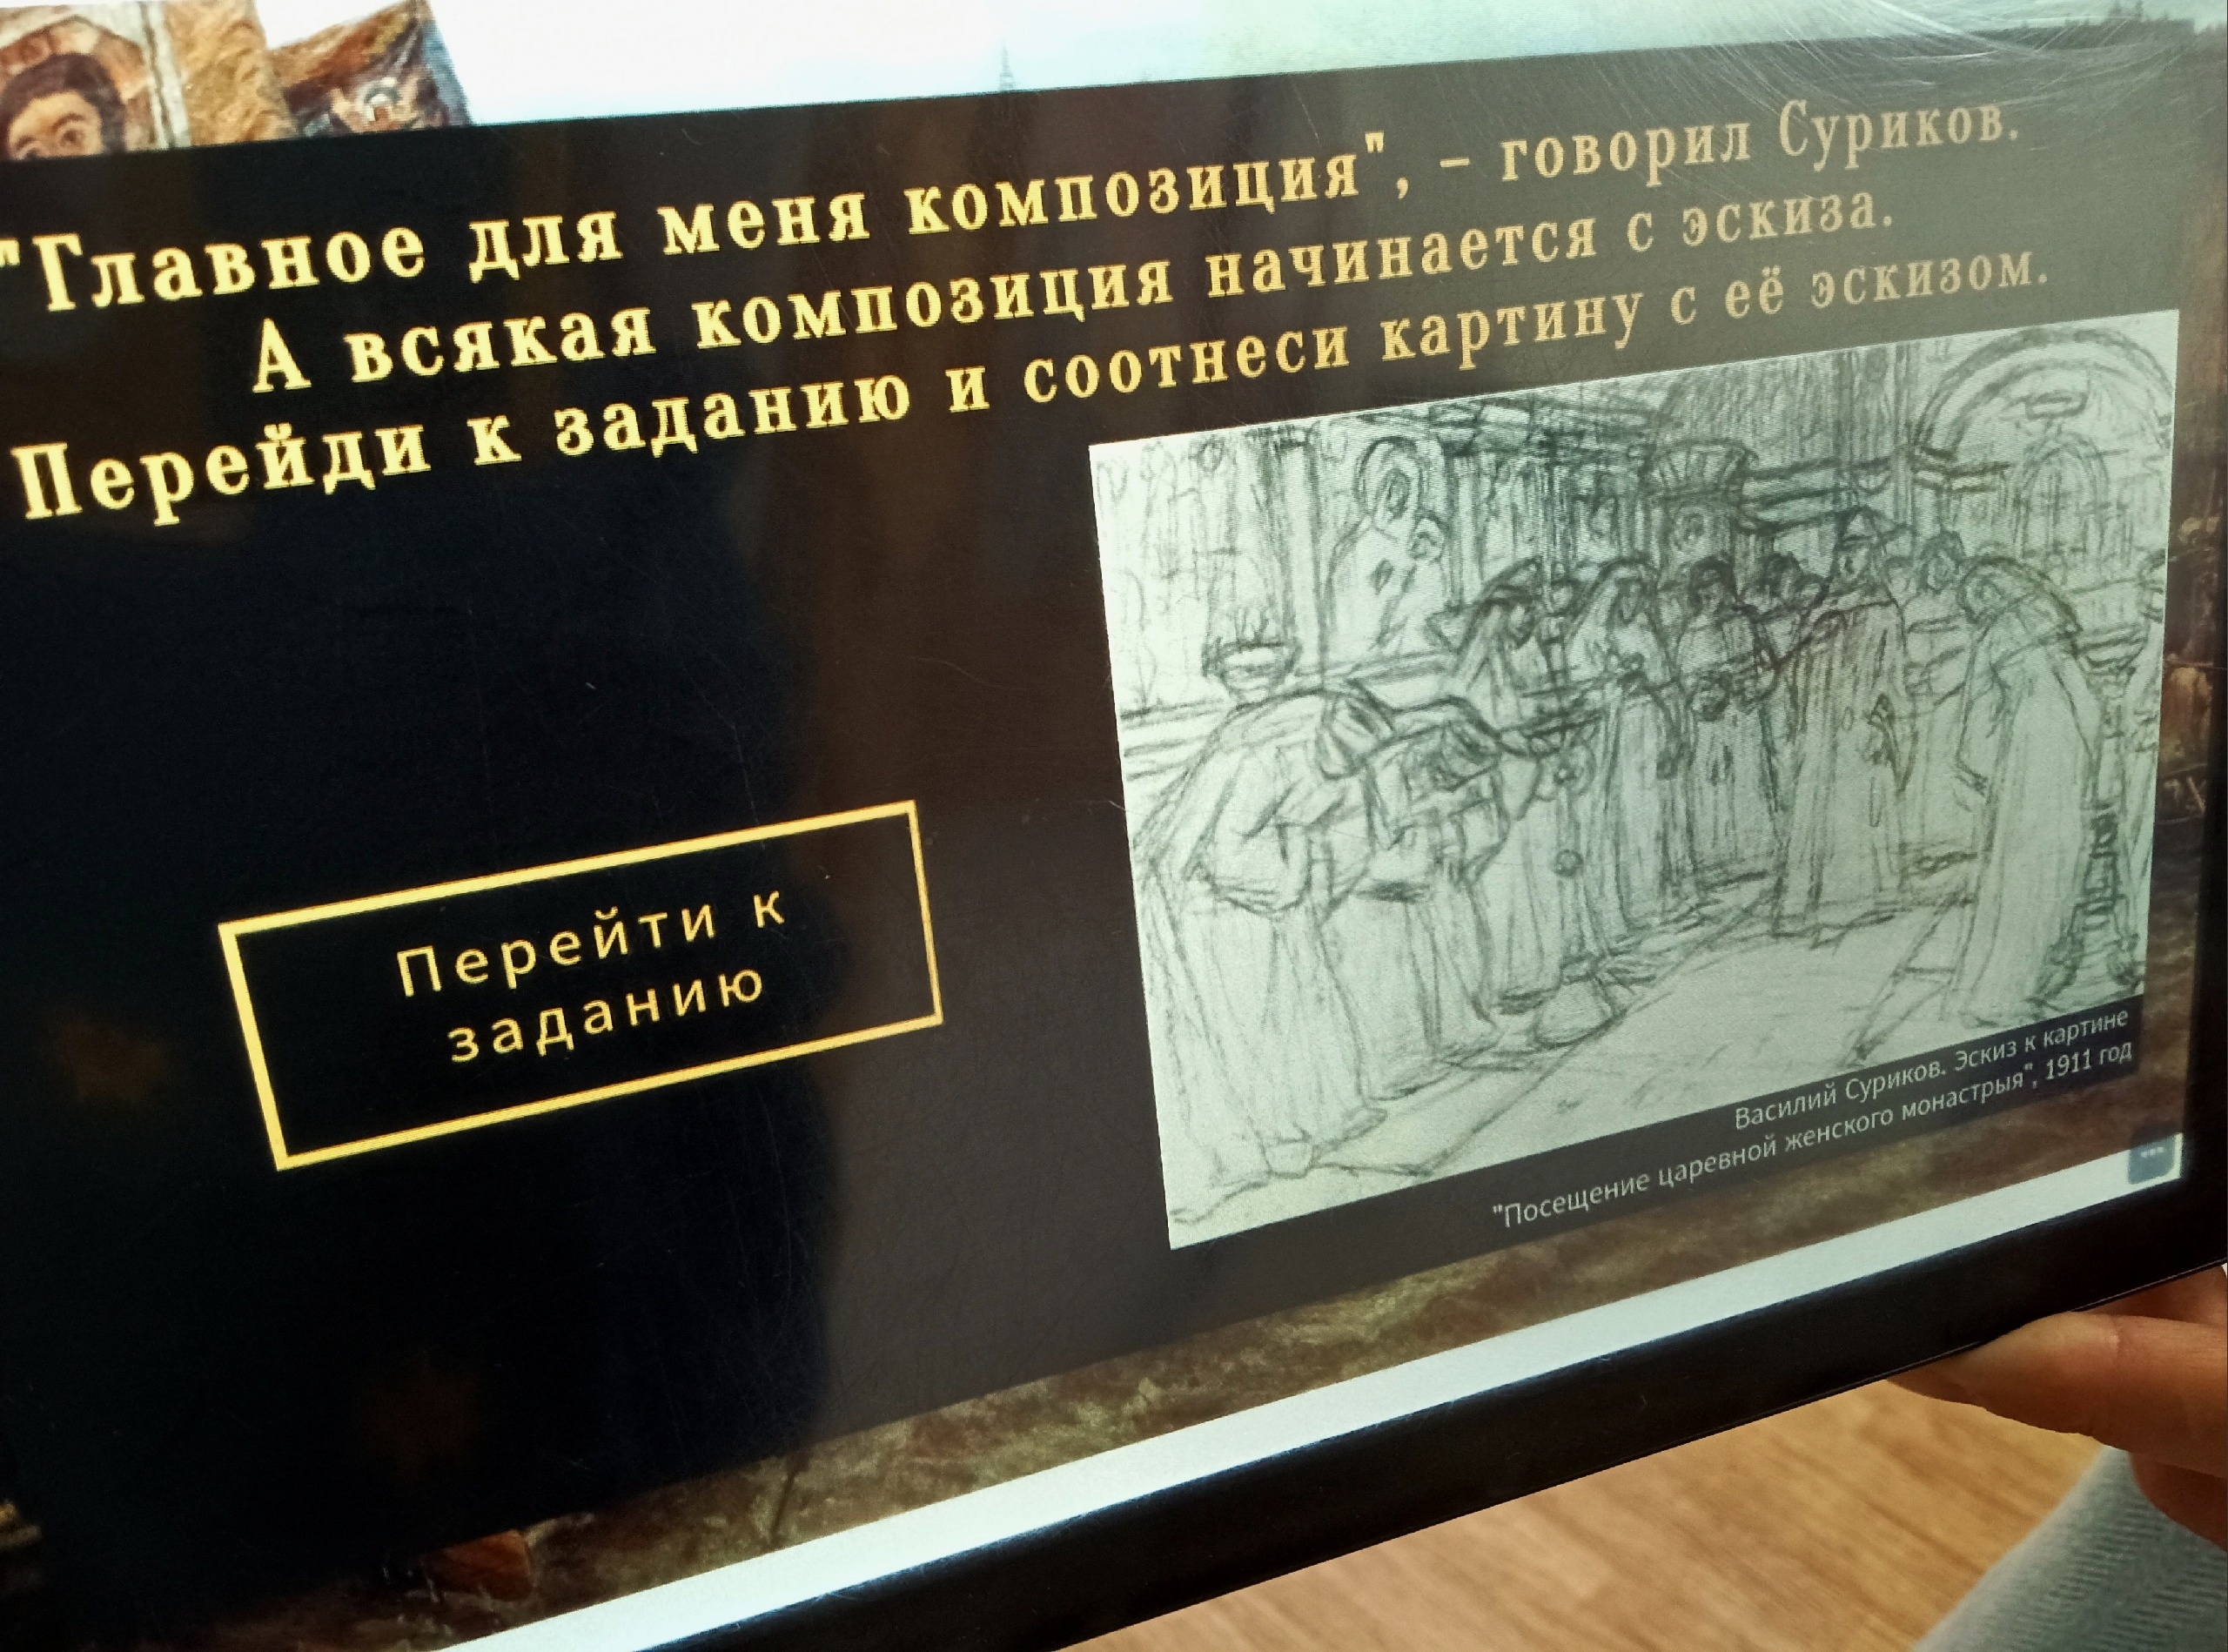 "Главное для меня композиция", – говорил Суриков.
А всякая композиция начинается с эскиза.
Перейди к заданию и соотнеси картину с её эскизом.
Перейти к
заданию
Василий Суриков. Эскиз к картине
"Посещение царевной женского монастрыя", 1911 год